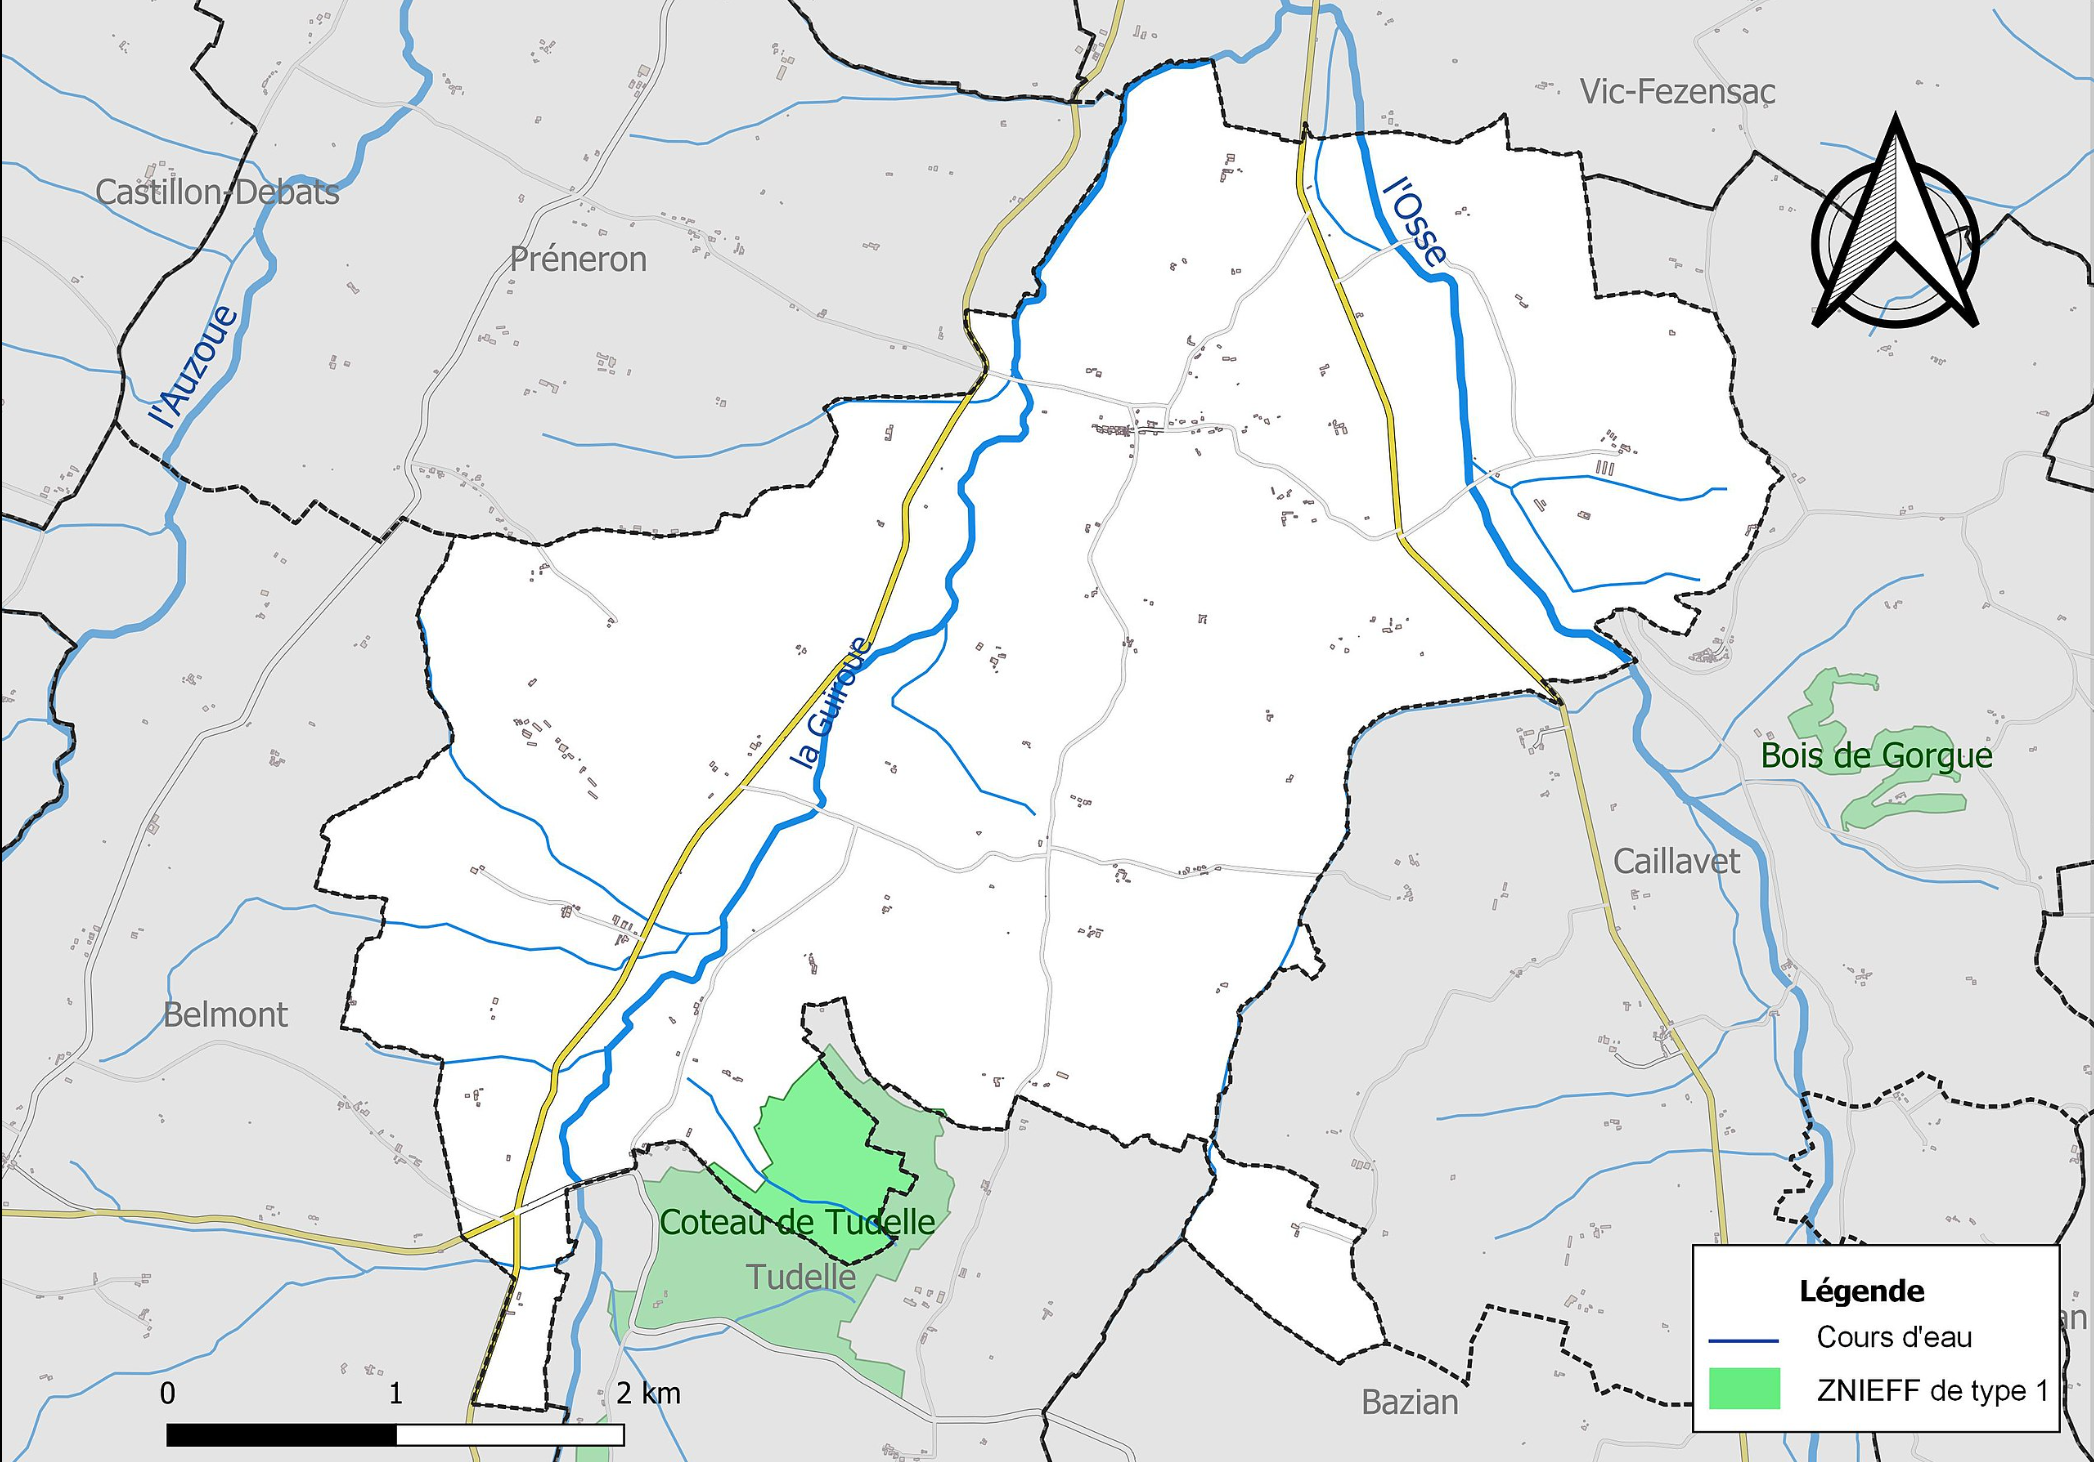 Vic-Fezensac
Castillon-Debats
l'Osse
Préneron
l'Auzoue
la Guiroue
Bois de Gorgue
Caillavet
Belmont
Coteau de Tudelle
Tudelle
Bazian
Légende
Cours d'eau
ZNIEFF de type 1
0 1 2 km
an